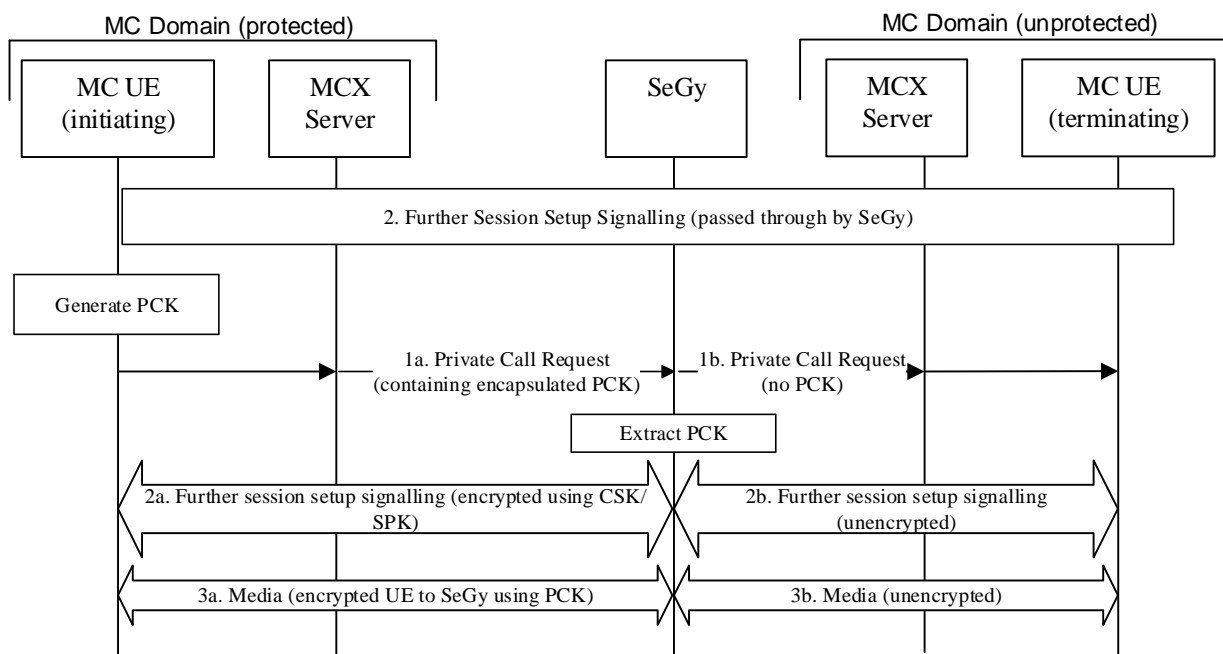 MC Domain (protected)
MC Domain (unprotected)
MC UE
(initiating)
MCX
Server
SeGy
MCX
Server
MC UE
(terminating)
2. Further Session Setup Signalling (passed through by SeGy)
Generate PCK
1a. Private Call Request
(containing encapsulated PCK)
1b. Private Call Request
(no PCK)
Extract PCK
2a. Further session setup signalling (encrypted using CSK/
SPK)
2b. Further session setup signalling
(unencrypted)
3a. Media (encrypted UE to SeGy using PCK)
3b. Media (unencrypted)